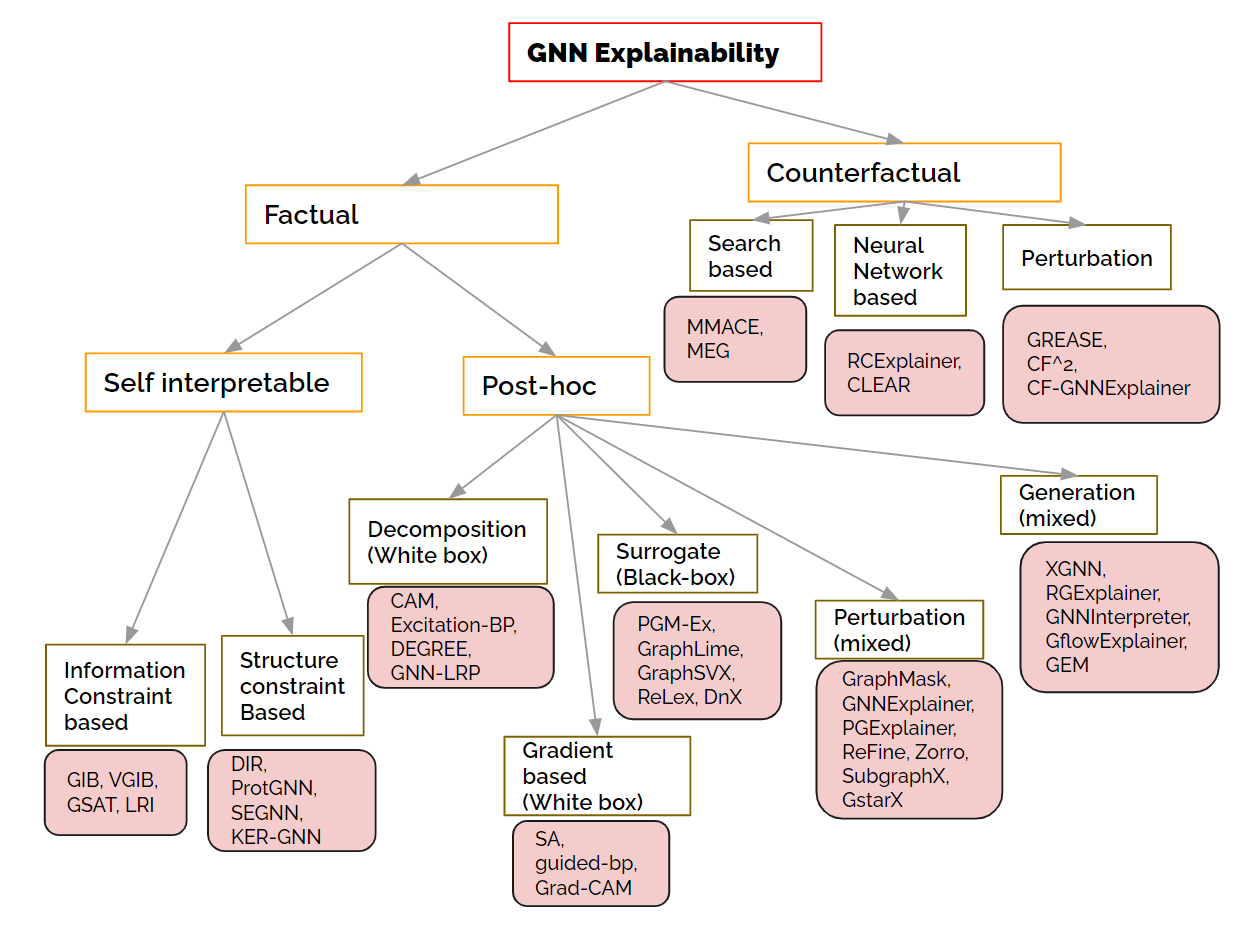 GNN Explainability
Counterfactual
Factual
Search
based
Neural
Network
based
Perturbation
MMACE,
MEG
RCExplainer,
CLEAR
GREASE,
CF^2,
CF-GNNExplainer
Self interpretable
Post-hoc
Generation
(mixed)
Decomposition
(White box)
Surrogate
(Black-box)
Perturbation
(mixed)
XGNN,
RGExplainer,
GNNInterpreter,
GflowExplainer,
GEM
CAM,
Excitation-BP,
DEGREE,
GNN-LRP
PGM-Ex,
GraphLime,
GraphSVX,
ReLex, DnX
GraphMask,
GNNExplainer,
PGExplainer,
ReFine, Zorro,
SubgraphX,
GstarX
Information
Constraint
based
Structure
constraint
Based
Gradient
based
(White box)
GIB, VGIB,
GSAT, LRI
DIR,
ProtGNN,
SEGNN,
KER-GNN
SA,
guided-bp,
Grad-CAM